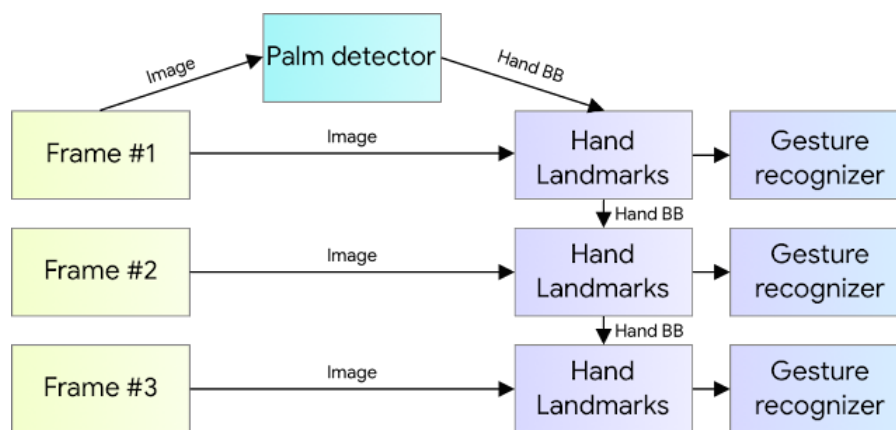 Palm detector
Image
Hand BB
Frame #1
Image
Hand
Landmarks
Gesture
recognizer
Hand BB
Frame #2
Image
Hand
Landmarks
Gesture
recognizer
Hand BB
Frame #3
Image
Hand
Landmarks
Gesture
recognizer